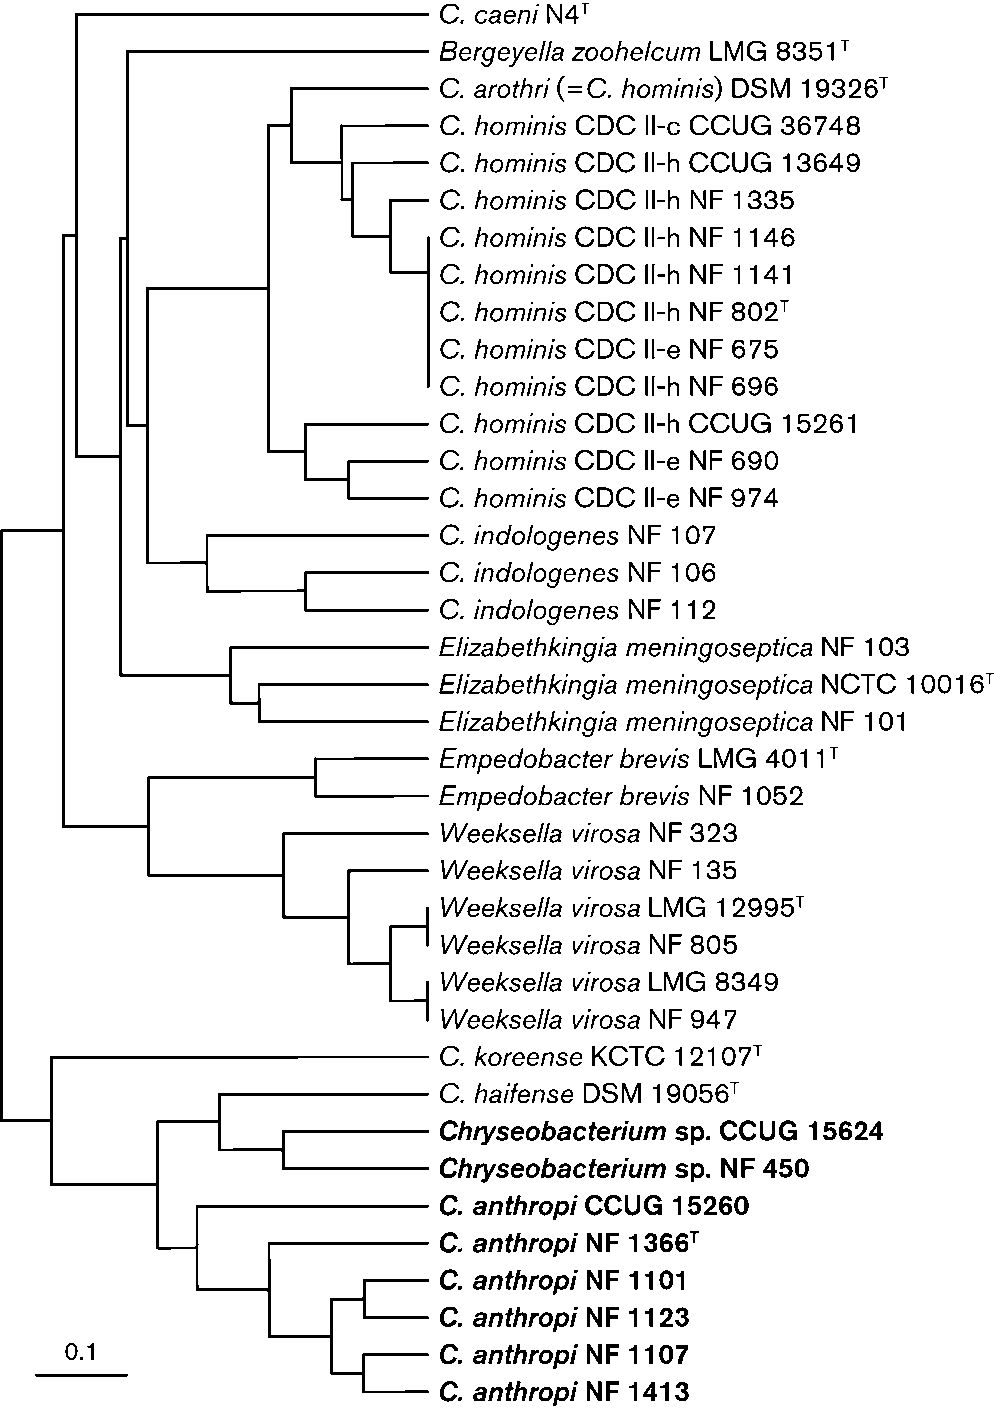 C. caeni N4ᵀ
Bergeyella zoohelcum LMG 8351ᵀ
C. arothri (=C. hominis) DSM 19326ᵀ
C. hominis CDC II-c CCUG 36748
C. hominis CDC II-h CCUG 13649
C. hominis CDC II-h NF 1335
C. hominis CDC II-h NF 1146
C. hominis CDC II-h NF 1141
C. hominis CDC II-h NF 802ᵀ
C. hominis CDC II-e NF 675
C. hominis CDC II-h NF 696
C. hominis CDC II-h CCUG 15261
C. hominis CDC II-e NF 690
C. hominis CDC II-e NF 974
C. indologenes NF 107
C. indologenes NF 106
C. indologenes NF 112
Elizabethkingia meningoseptica NF 103
Elizabethkingia meningoseptica NCTC 10016ᵀ
Elizabethkingia meningoseptica NF 101
Empedobacter brevis LMG 4011ᵀ
Empedobacter brevis NF 1052
Weeksella virosa NF 323
Weeksella virosa NF 135
Weeksella virosa LMG 12995ᵀ
Weeksella virosa NF 805
Weeksella virosa LMG 8349
Weeksella virosa NF 947
C. koreense KCTC 12107ᵀ
C. haifense DSM 19056ᵀ
Chryseobacterium sp. CCUG 15624
Chryseobacterium sp. NF 450
C. anthropi CCUG 15260
C. anthropi NF 1366ᵀ
C. anthropi NF 1101
C. anthropi NF 1123
C. anthropi NF 1107
C. anthropi NF 1413
0.1